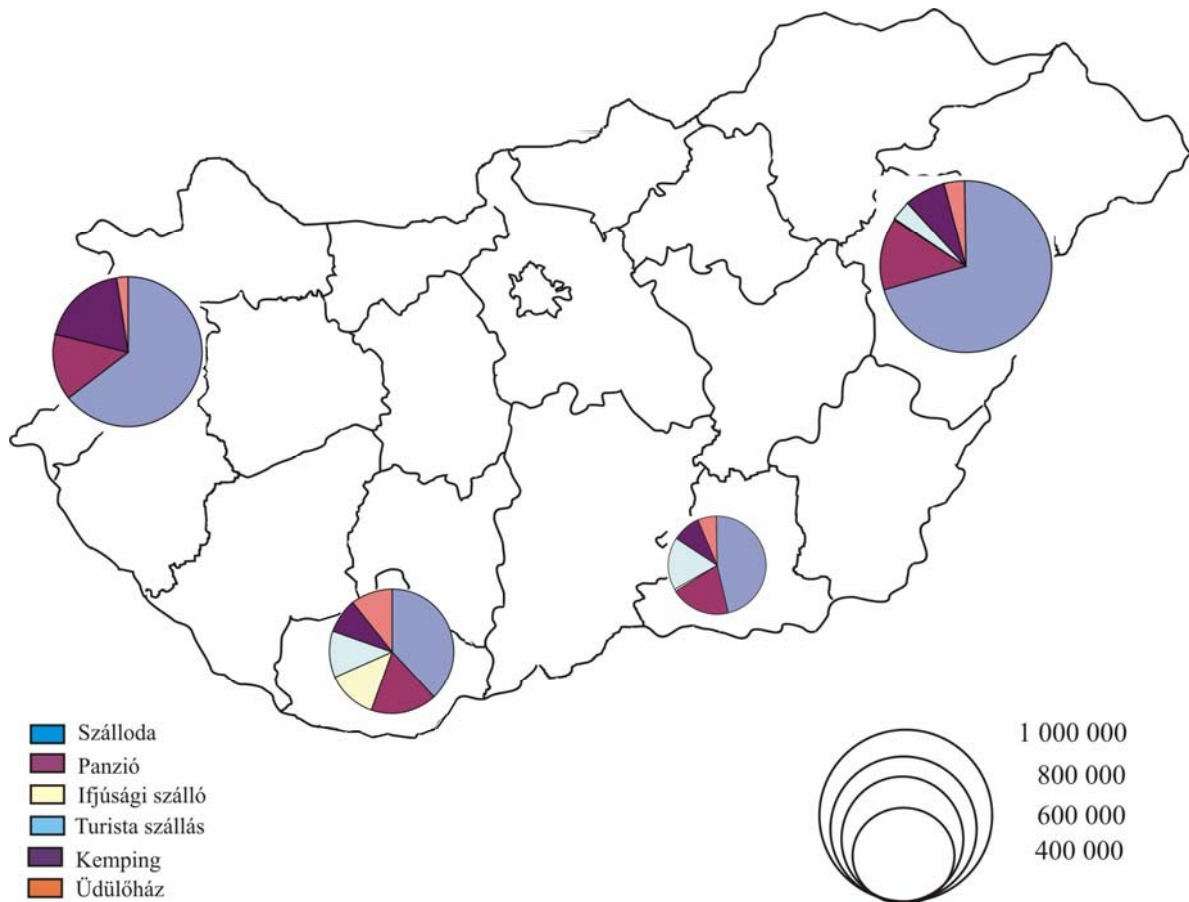 Szálloda
Panzió
Ifjúsági szálló
Turista szállás
Kemping
Üdülőház
1 000 000
800 000
600 000
400 000